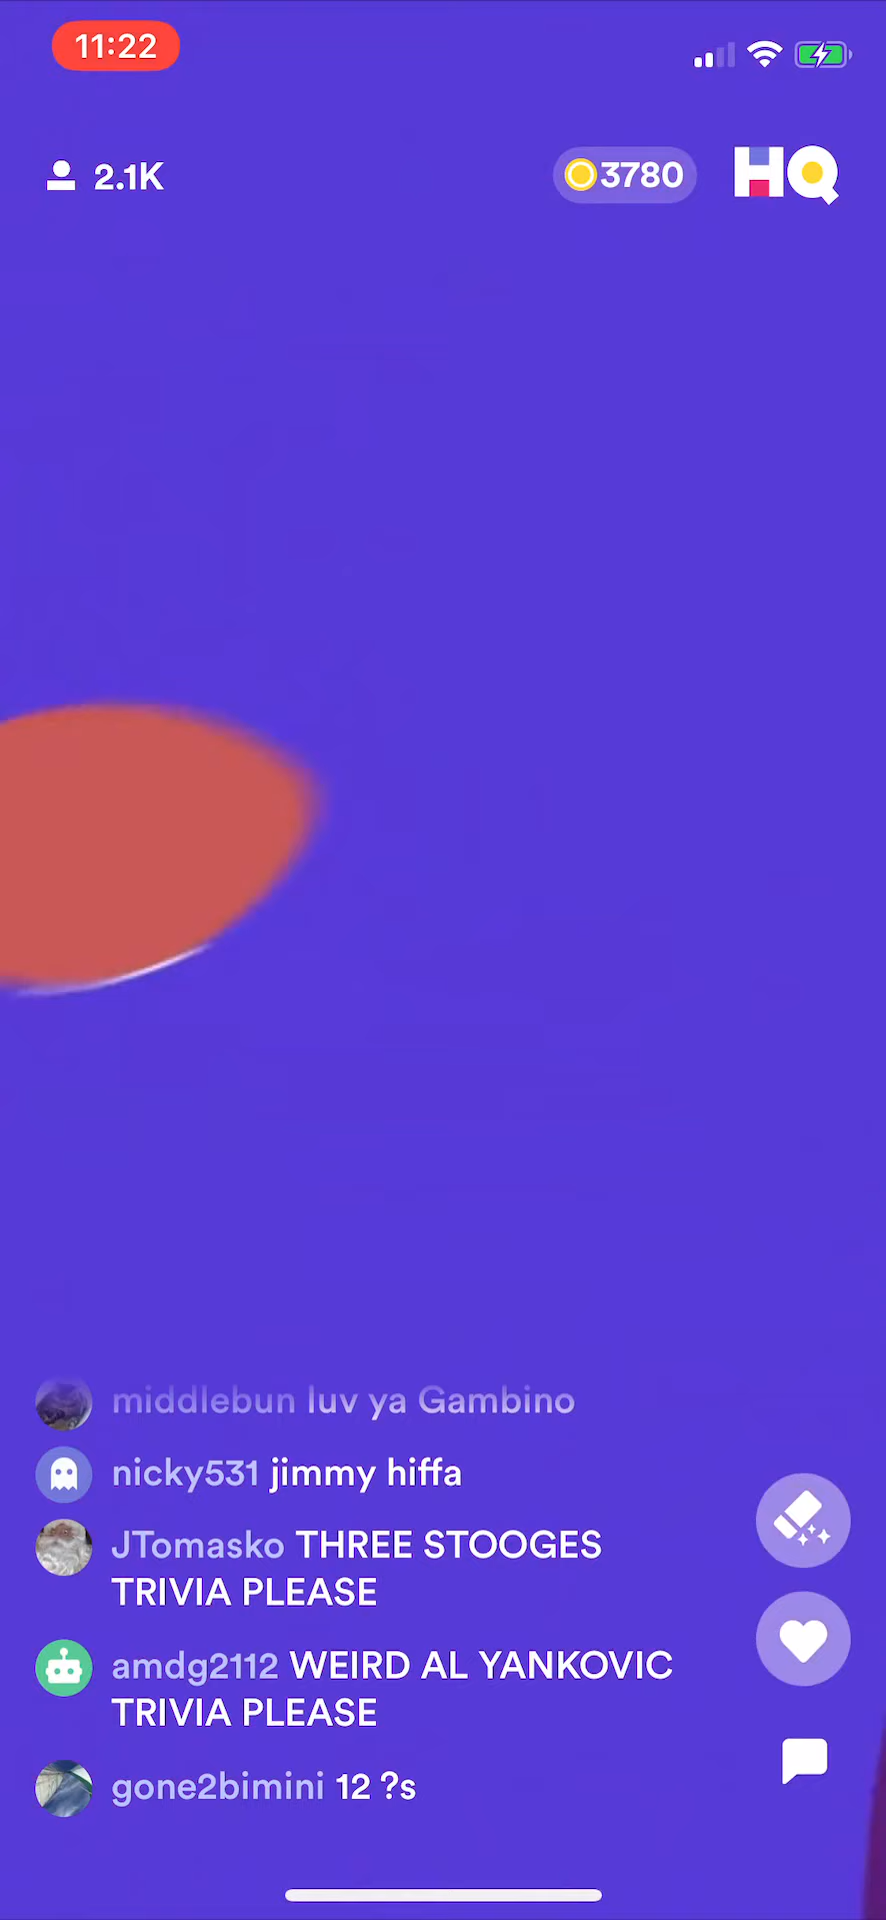 11:22
2.1K
3780
HQ
middlebun luv ya Gambino
nicky531 jimmy hiffa
JTomasko THREE STOOGES
TRIVIA PLEASE
amdg2112 WEIRD AL YANKOVIC
TRIVIA PLEASE
gone2bimini 12 ?s